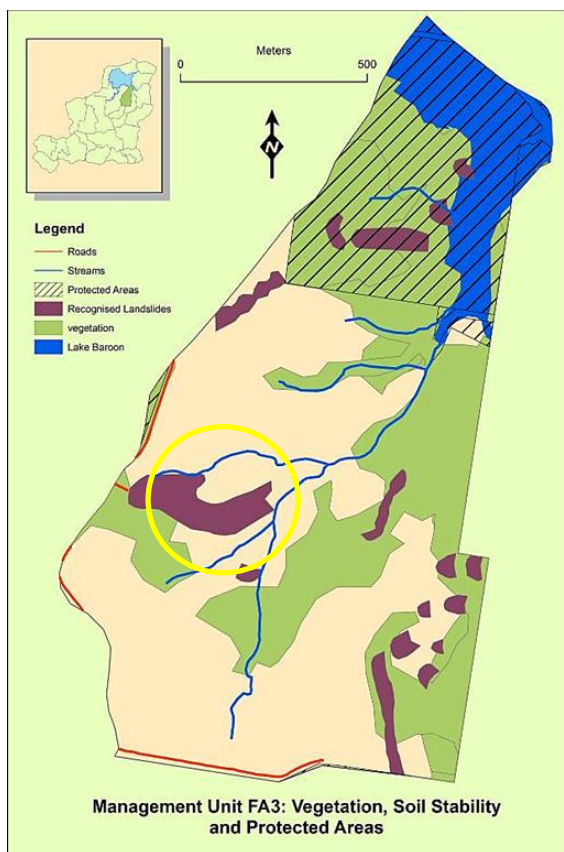 Meters
0 500
N
Legend
Roads
Streams
Protected Areas
Recognised Landslides
vegetation
Lake Baroon
Management Unit FA3: Vegetation, Soil Stability
and Protected Areas